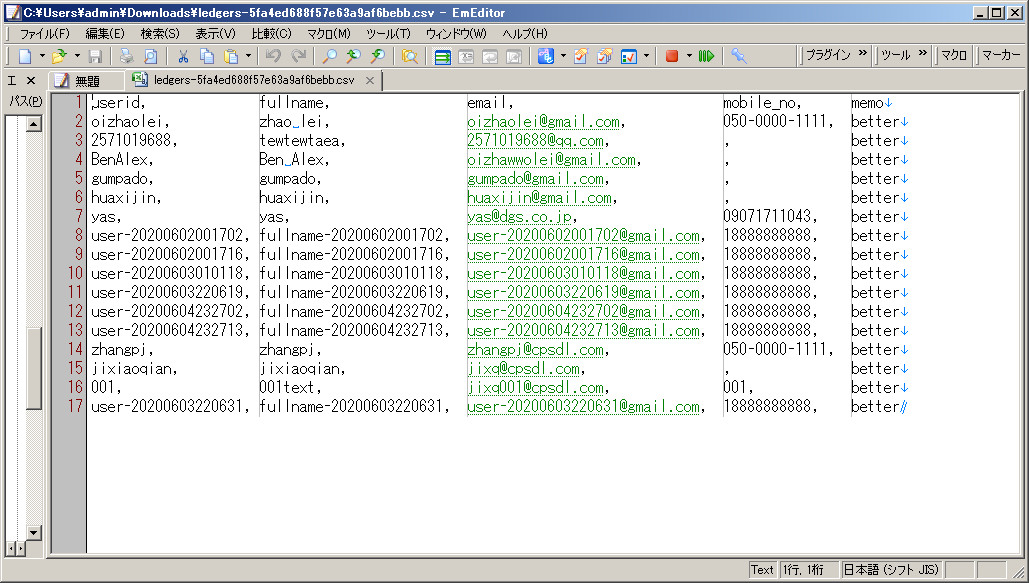 C:¥Users¥admin¥Downloads¥ledgers-5fa4ed688f57e63a9af6bebb.csv - EmEditor
ファイル(F) 編集(E) 検索(S) 表示(V) 比較(C) マクロ(M) ツール(T) ウィンドウ(W) ヘルプ(H)
プラグイン » ツール » マクロ マーカー
エ × 無題 ledgers-5fa4ed688f57e63a9af6bebb.csv ×
パス(P)
1 userid, fullname, email, mobile_no, memo↓
2 oizhaolei, zhao_lei, oizhaolei@gmail.com, 050-0000-1111, better↓
3 2571019688, tewtewtaea, 2571019688@qq.com, , better↓
4 BenAlex, Ben_Alex, oizhawwolei@gmail.com, , better↓
5 gumpado, gumpado, gumpado@gmail.com, , better↓
6 huaxijin, huaxijin, huaxijin@gmail.com, , better↓
7 yas, yas, yas@dgs.co.jp, 09071711043, better↓
8 user-20200602001702, fullname-20200602001702, user-20200602001702@gmail.com, 18888888888, better↓
9 user-20200602001716, fullname-20200602001716, user-20200602001716@gmail.com, 18888888888, better↓
10 user-20200603010118, fullname-20200603010118, user-20200603010118@gmail.com, 18888888888, better↓
11 user-20200603220619, fullname-20200603220619, user-20200603220619@gmail.com, 18888888888, better↓
12 user-20200604232702, fullname-20200604232702, user-20200604232702@gmail.com, 18888888888, better↓
13 user-20200604232713, fullname-20200604232713, user-20200604232713@gmail.com, 18888888888, better↓
14 zhangpj, zhangpj, zhangpj@cpsdl.com, 050-0000-1111, better↓
15 jixiaoqian, jixiaoqian, jixq@cpsdl.com, , better↓
16 001, 001text, jixq001@cpsdl.com, 001, better↓
17 user-20200603220631, fullname-20200603220631, user-20200603220631@gmail.com, 18888888888, better
Text 1行, 1桁 日本語 (シフト JIS)